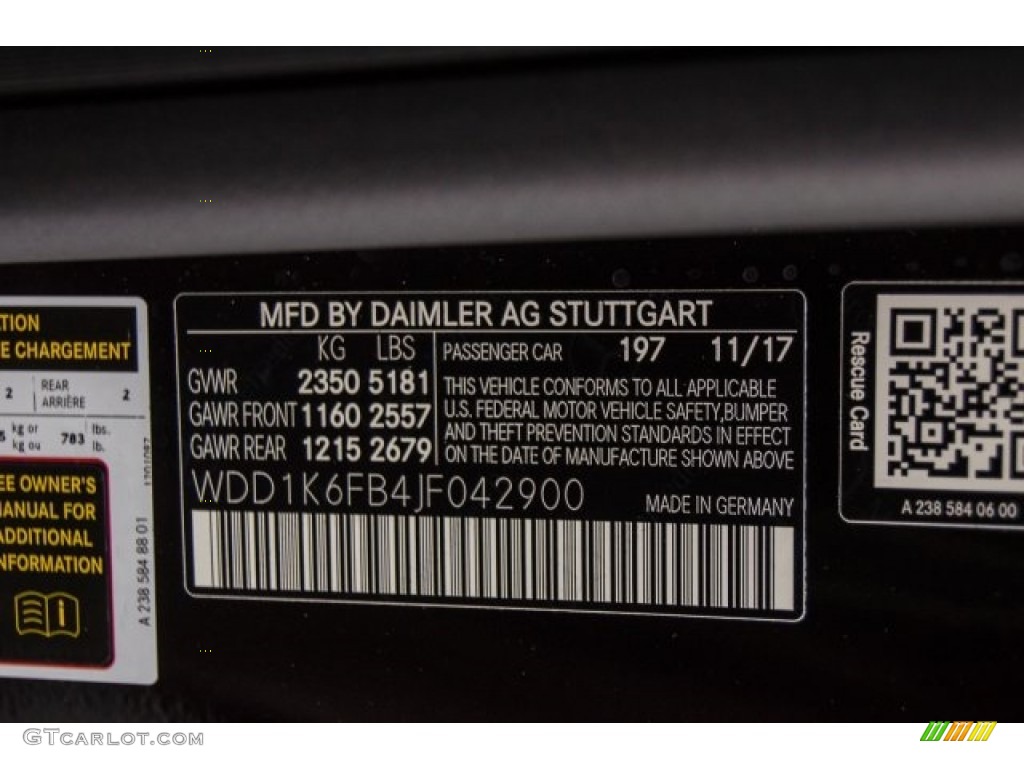 TION
E CHARGEMENT
2 REAR ARRIÈRE 2
5 kg or kg ou 783 lbs. lb.
EE OWNER'S
MANUAL FOR
ADDITIONAL
NFORMATION
A 238 584 88 01
MFD BY DAIMLER AG STUTTGART
KG LBS
GVWR 2350 5181
GAWR FRONT 1160 2557
GAWR REAR 1215 2679
PASSENGER CAR 197 11/17
THIS VEHICLE CONFORMS TO ALL APPLICABLE
U.S. FEDERAL MOTOR VEHICLE SAFETY, BUMPER
AND THEFT PREVENTION STANDARDS IN EFFECT
ON THE DATE OF MANUFACTURE SHOWN ABOVE
WDD1K6FB4JF042900
MADE IN GERMANY
Rescue Card
A 238 584 06 00
GTcarlot.com